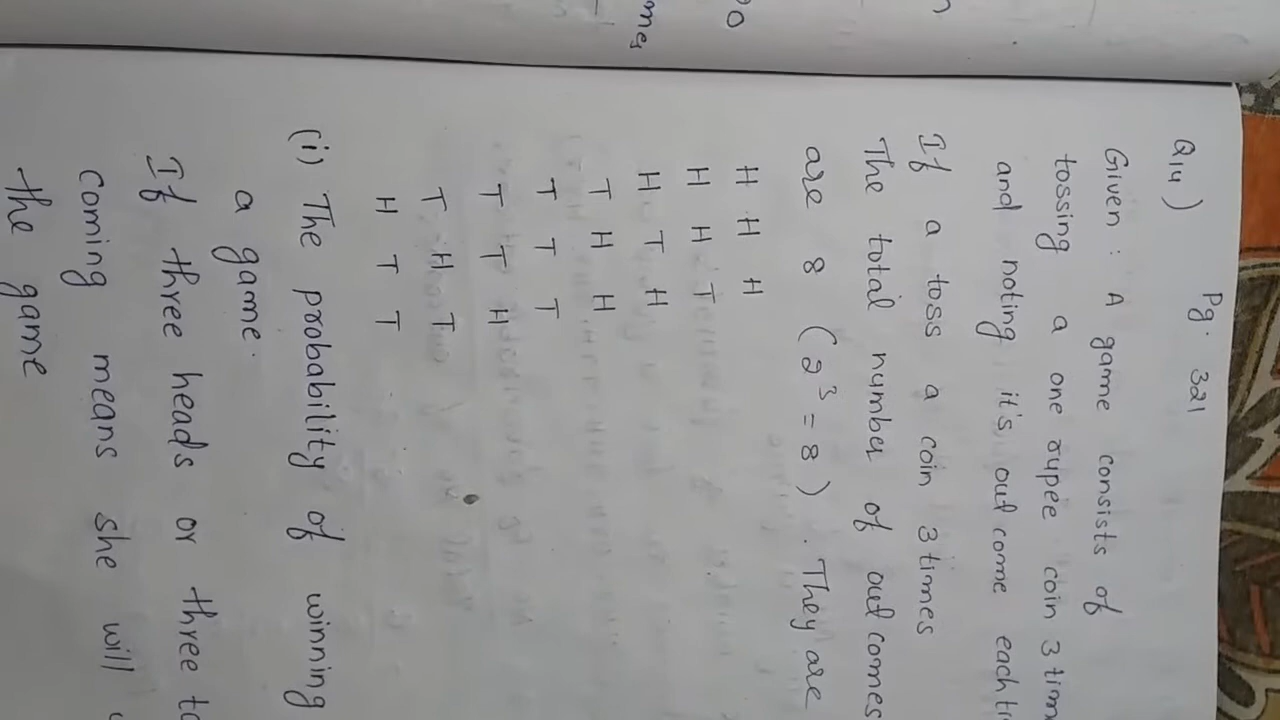 Q14) Pg. 321
Given : A game consists of
tossing a one rupee coin 3 tim
and noting it's out come each ti
If a toss a coin 3 times
The total number of out comes
are 8 (2³ = 8). They are
H H H
H H T
H T H
T H H
T T T
T T H
T H T
H T T
(i) The probability of winning
a game.
If three heads or three ta
coming means she will
the game
mes